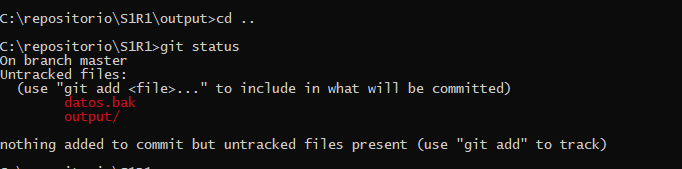 C:\repositorio\S1R1\output>cd ..
C:\repositorio\S1R1>git status
On branch master
Untracked files:
  (use "git add <file>..." to include in what will be committed)
        datos.bak
        output/
nothing added to commit but untracked files present (use "git add" to track)